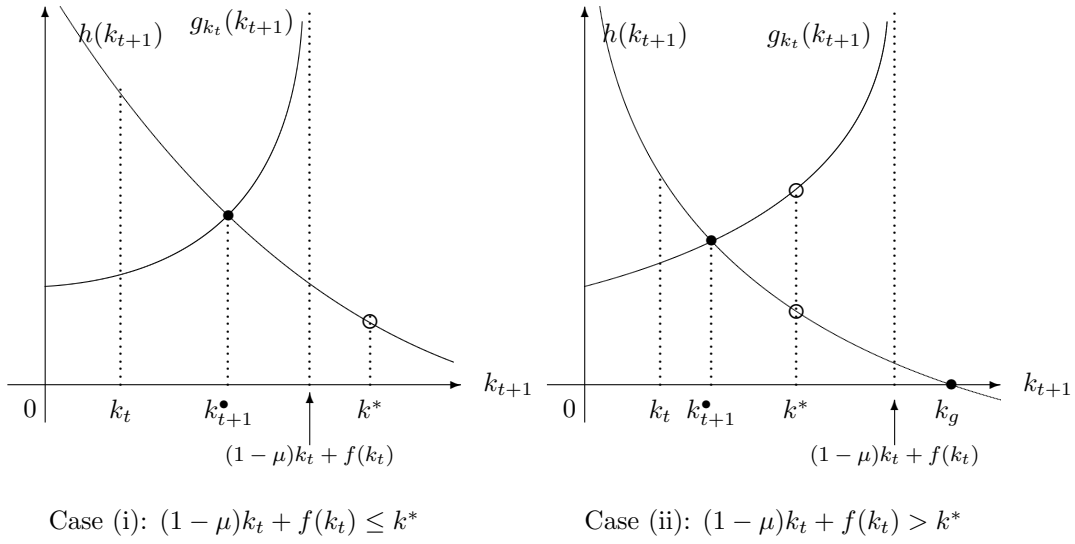 h(k_{t+1})
g_{k_t}(k_{t+1})
k_{t+1}
0
k_t
k^•_{t+1}
k^*
(1 − μ)k_t + f(k_t)
Case (i): (1 − μ)k_t + f(k_t) ≤ k^*
h(k_{t+1})
g_{k_t}(k_{t+1})
k_{t+1}
0
k_t
k^•_{t+1}
k^*
k_g
(1 − μ)k_t + f(k_t)
Case (ii): (1 − μ)k_t + f(k_t) > k^*